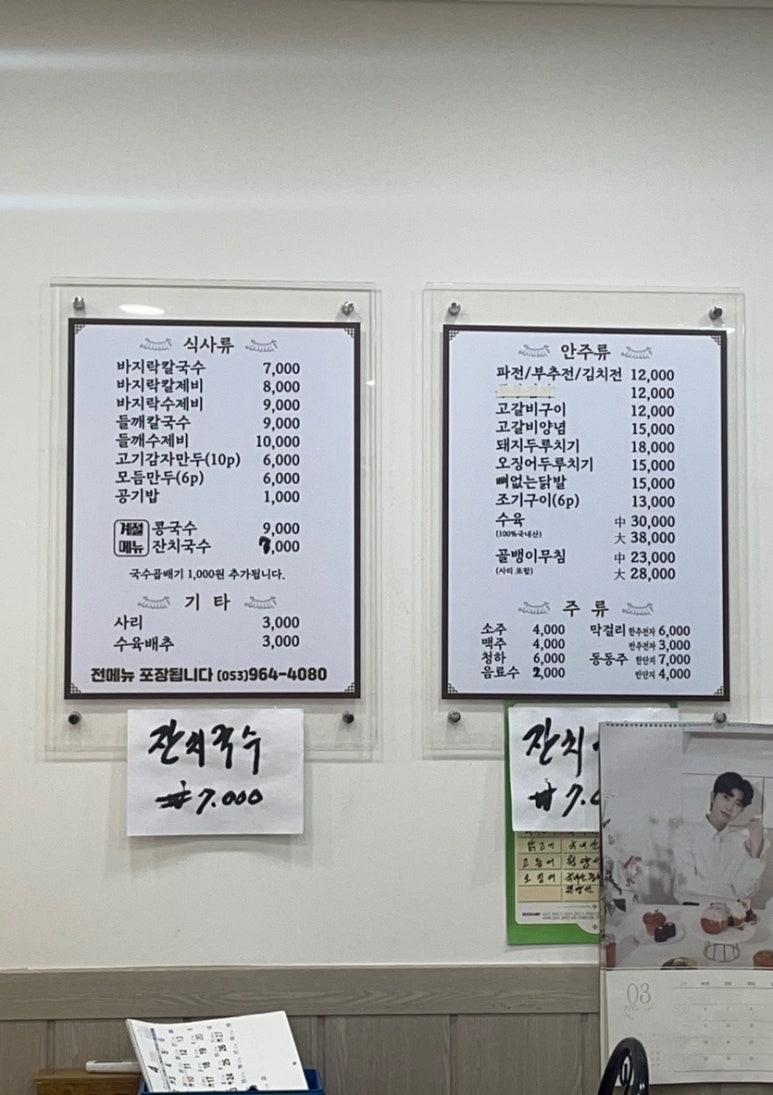 식사류
바지락칼국수 7,000
바지락칼제비 8,000
바지락수제비 9,000
들깨칼국수 9,000
들깨수제비 10,000
고기감자만두(10p) 6,000
모듬만두(6p) 6,000
공기밥 1,000
계절메뉴
콩국수 9,000
잔치국수 7,000
국수곱배기 1,000원 추가됩니다.
기 타
사리 3,000
수육배추 3,000
전메뉴 포장됩니다 (053)964-4080
잔치국수
₩7.000
안주류
파전/부추전/김치전 12,000
12,000
고갈비구이 12,000
고갈비양념 15,000
돼지두루치기 18,000
오징어두루치기 15,000
뼈없는닭발 15,000
조기구이(6p) 13,000
수육 中 30,000
(100%국내산) 大 38,000
골뱅이무침 中 23,000
(사리 포함) 大 28,000
주 류
소주 4,000
맥주 4,000
청하 6,000
음료수 2,000
막걸리 한주전자 6,000
반주전자 3,000
동동주 한단지 7,000
반단지 4,000
잔치
₩7.0
03